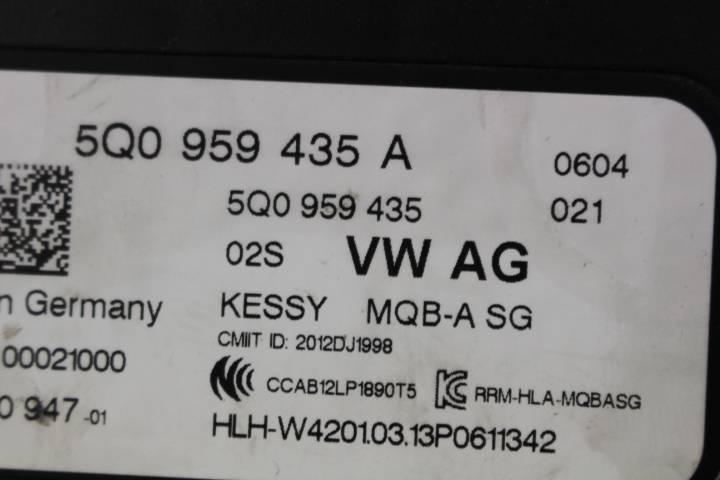 5Q0 959 435 A 0604
5Q0 959 435 021
02S VW AG
Germany KESSY MQB-A SG
CMIIT ID: 2012DJ1998
00021000
CCAB12LP1890T5 RRM-HLA-MQBASG
0 947 -01
HLH-W4201.03.13P0611342